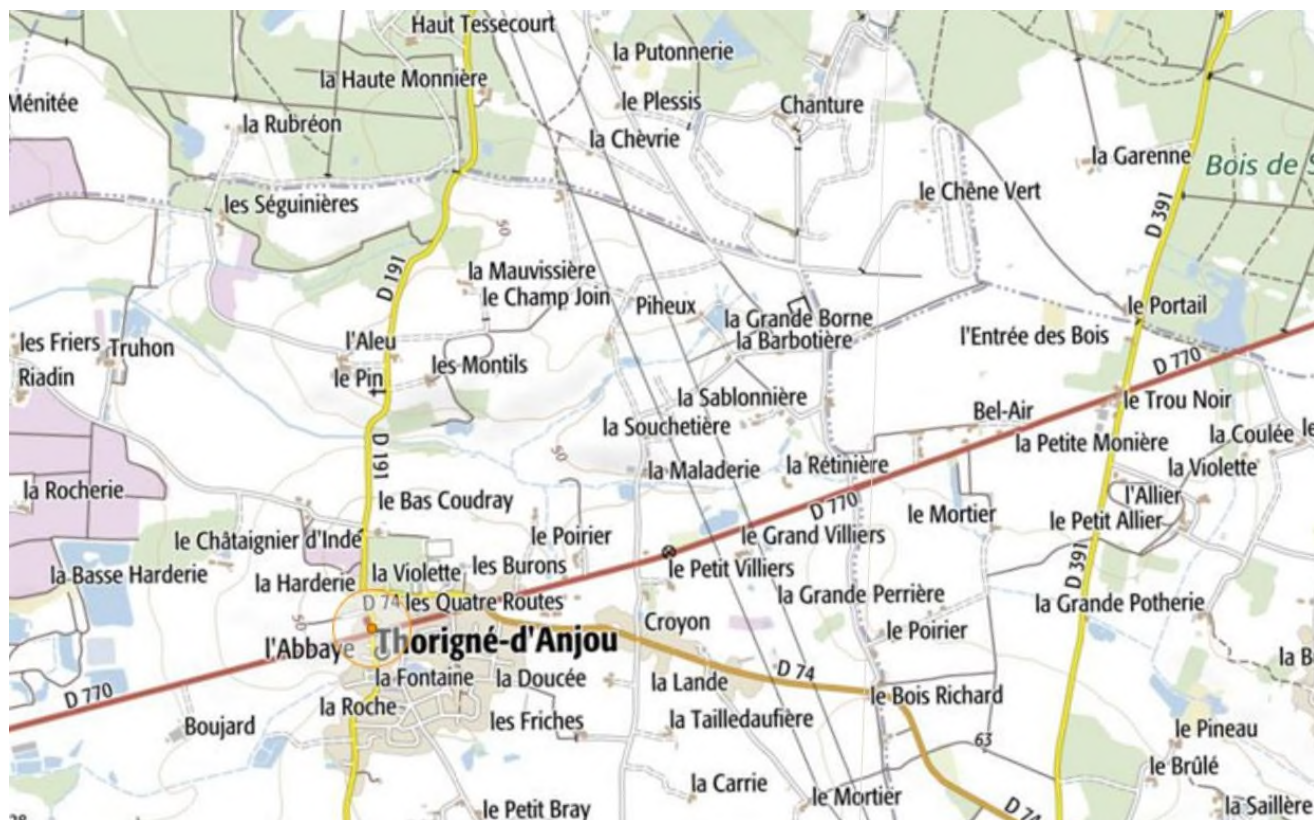 Haut Tessecourt
la Putonnerie
la Haute Monnière
Ménitée
le Plessis
Chanture
la Rubréon
la Chèvrie
la Garenne
Bois de
le Chêne Vert
les Séguinières
50
D 391
la Mauvissière
D 191
le Champ Join
Piheux
le Portail
la Grande Borne
l'Entrée des Bois
la Barbotière
les Friers
Truhon
l'Aleu
D 770
Riadin
le Pin
les Montils
la Sablonnière
le Trou Noir
Bel-Air
la Souchetière
la Petite Monière
la Coulée
D 191
50
la Maladerie
la Rétinière
la Violette
la Rocherie
le Bas Coudray
D 770
l'Allier
le Mortier
le Petit Allier
le Châtaignier d'Indé
le Poirier
le Grand Villiers
la Basse Harderie
la Harderie
la Violette
les Burons
le Petit Villiers
D 391
D 74
les Quatre Routes
la Grande Perrière
la Grande Potherie
50
Croyon
le Poirier
l'Abbaye
Thorigné-d'Anjou
D 770
la Fontaine
la Doucée
la Lande
D 74
le Bois Richard
la Roche
les Friches
la Tailledaufière
Boujard
63
le Pineau
le Brûlé
la Carrie
le Mortier
le Petit Bray
D 74
la Saillère